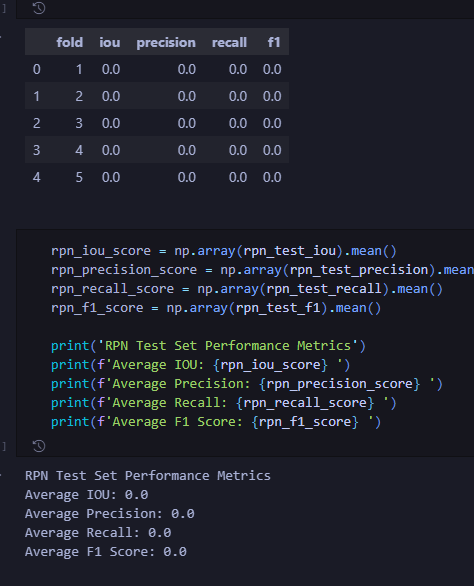 ]
fold iou precision recall f1
0 1 0.0 0.0 0.0 0.0
1 2 0.0 0.0 0.0 0.0
2 3 0.0 0.0 0.0 0.0
3 4 0.0 0.0 0.0 0.0
4 5 0.0 0.0 0.0 0.0
rpn_iou_score = np.array(rpn_test_iou).mean()
rpn_precision_score = np.array(rpn_test_precision).mean
rpn_recall_score = np.array(rpn_test_recall).mean()
rpn_f1_score = np.array(rpn_test_f1).mean()
print('RPN Test Set Performance Metrics')
print(f'Average IOU: {rpn_iou_score} ')
print(f'Average Precision: {rpn_precision_score} ')
print(f'Average Recall: {rpn_recall_score} ')
print(f'Average F1 Score: {rpn_f1_score} ')
]
RPN Test Set Performance Metrics
Average IOU: 0.0
Average Precision: 0.0
Average Recall: 0.0
Average F1 Score: 0.0